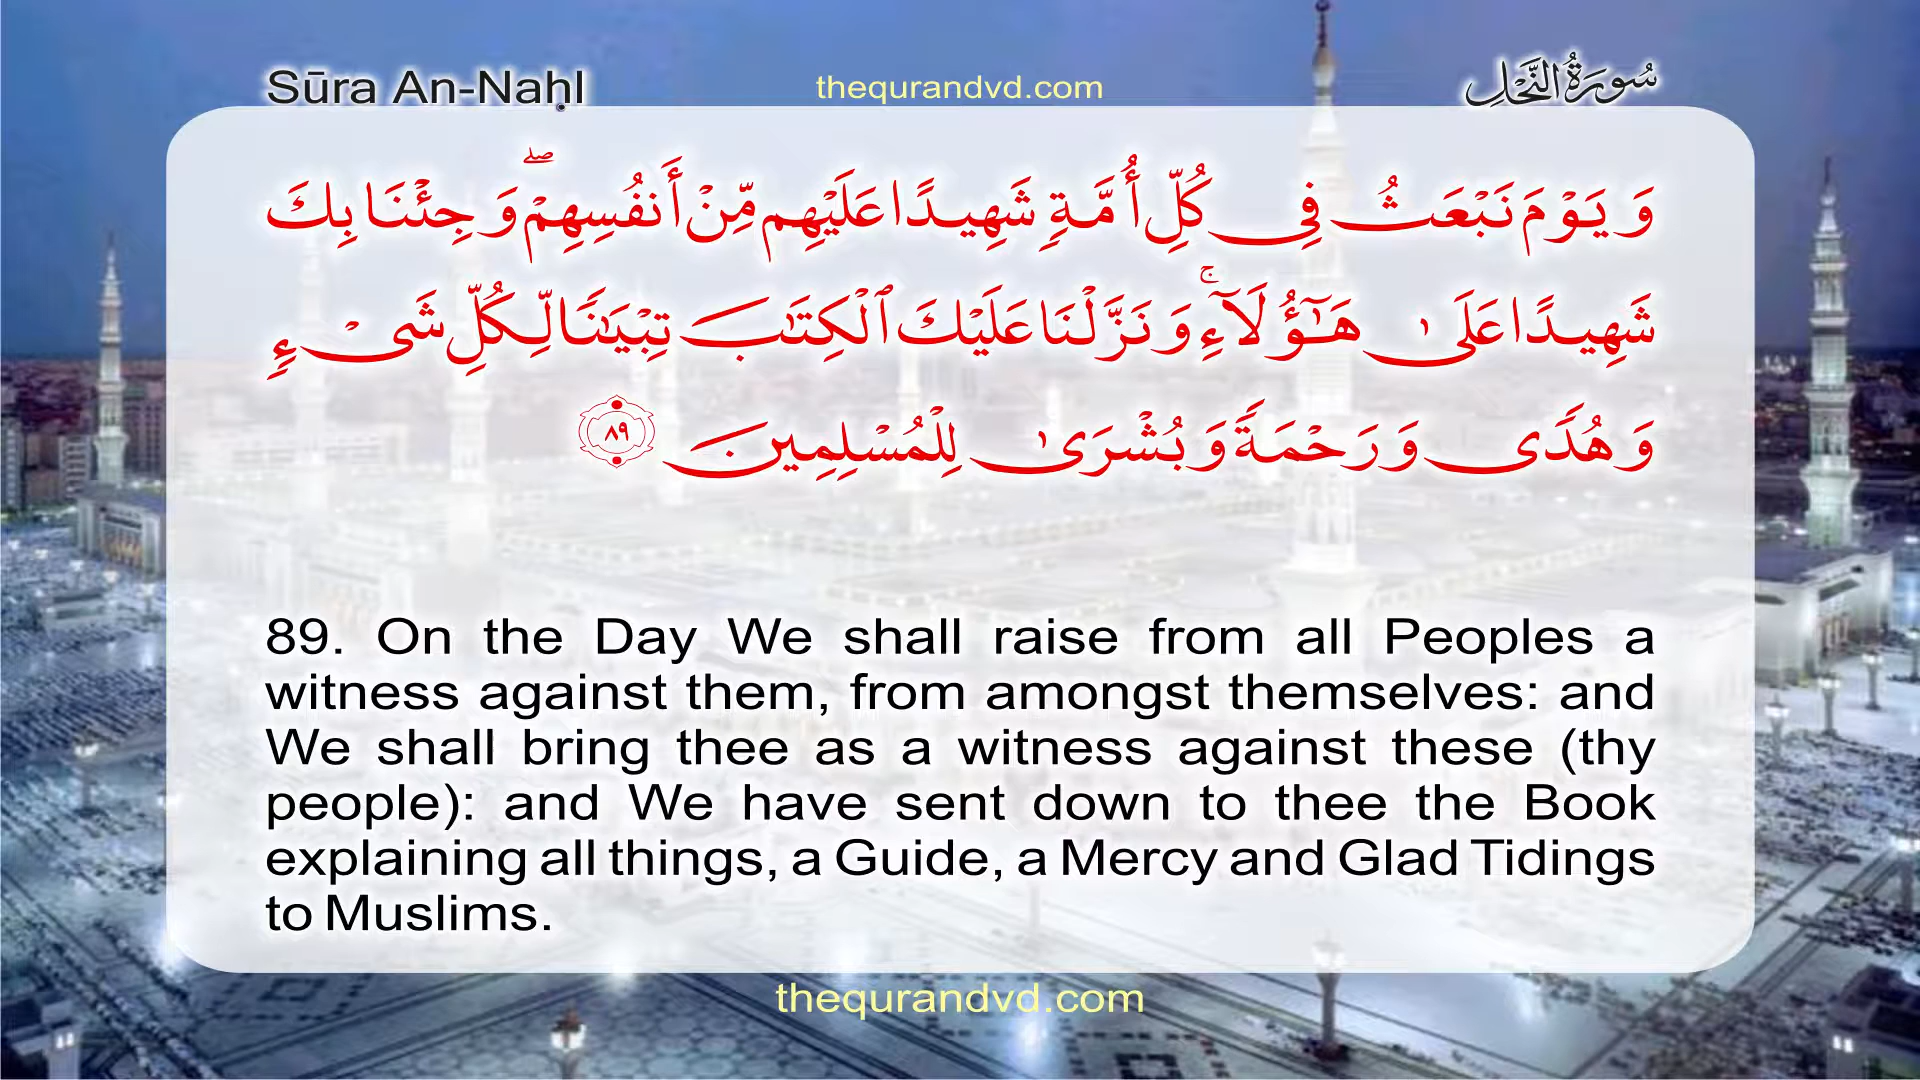 Sūra An-Naḥl
thequrandvd.com
سُورَةُ النَّحْلِ
وَيَوْمَ نَبْعَثُ فِى كُلِّ أُمَّةٍ شَهِيدًا عَلَيْهِم مِّنْ أَنفُسِهِمْ ۖ وَجِئْنَا بِكَ
شَهِيدًا عَلَىٰ هَـٰٓؤُلَآءِ ۚ وَنَزَّلْنَا عَلَيْكَ ٱلْكِتَـٰبَ تِبْيَـٰنًا لِّكُلِّ شَىْءٍ
وَهُدًى وَرَحْمَةً وَبُشْرَىٰ لِلْمُسْلِمِينَ ٨٩
89. On the Day We shall raise from all Peoples a
witness against them, from amongst themselves: and
We shall bring thee as a witness against these (thy
people): and We have sent down to thee the Book
explaining all things, a Guide, a Mercy and Glad Tidings
to Muslims.
thequrandvd.com